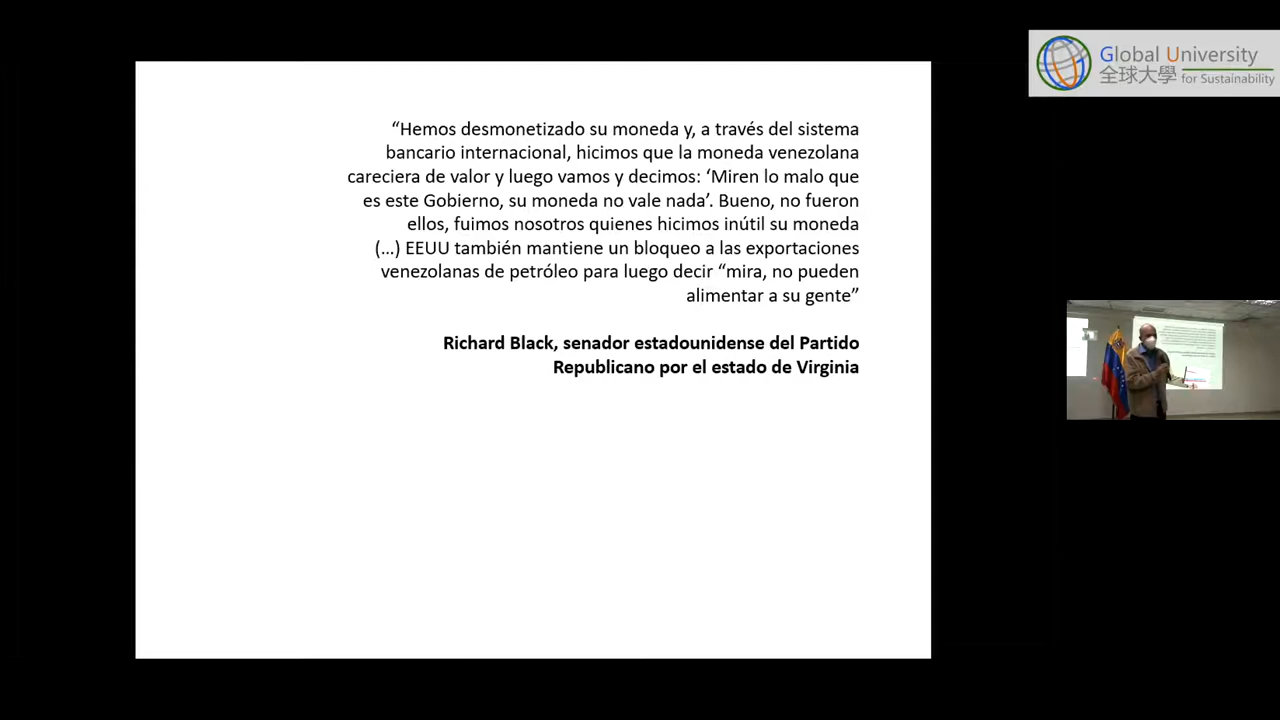 Global University
全球大學 for Sustainability
“Hemos desmonetizado su moneda y, a través del sistema
bancario internacional, hicimos que la moneda venezolana
careciera de valor y luego vamos y decimos: ‘Miren lo malo que
es este Gobierno, su moneda no vale nada’. Bueno, no fueron
ellos, fuimos nosotros quienes hicimos inútil su moneda
(...) EEUU también mantiene un bloqueo a las exportaciones
venezolanas de petróleo para luego decir “mira, no pueden
alimentar a su gente”
Richard Black, senador estadounidense del Partido
Republicano por el estado de Virginia